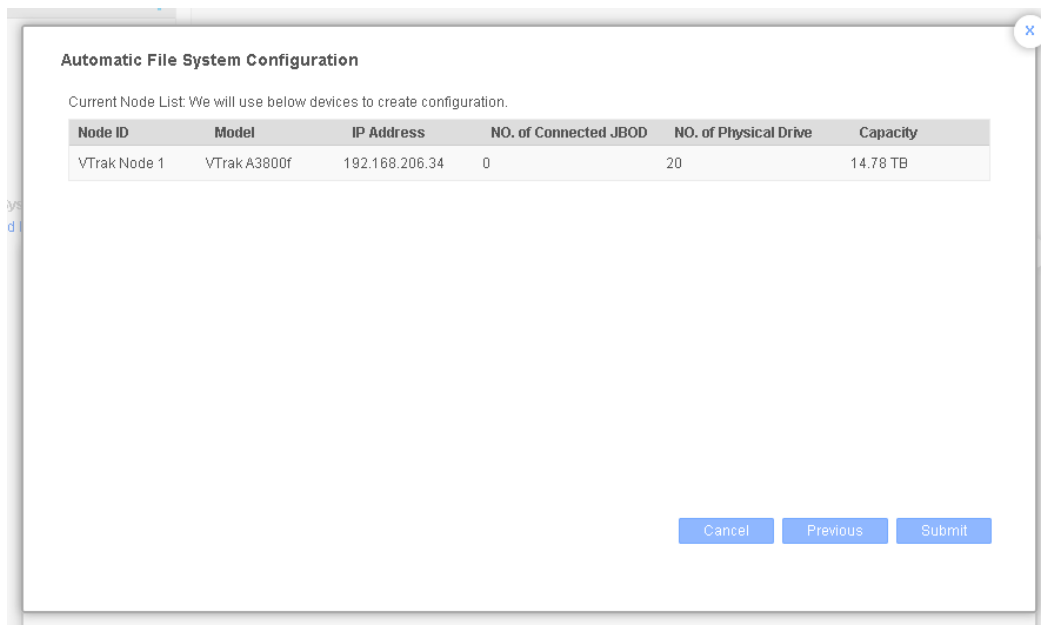 x
Automatic File System Configuration
Current Node List: We will use below devices to create configuration.
Node ID Model IP Address NO. of Connected JBOD NO. of Physical Drive Capacity
VTrak Node 1 VTrak A3800f 192.168.206.34 0 20 14.78 TB
Cancel Previous Submit